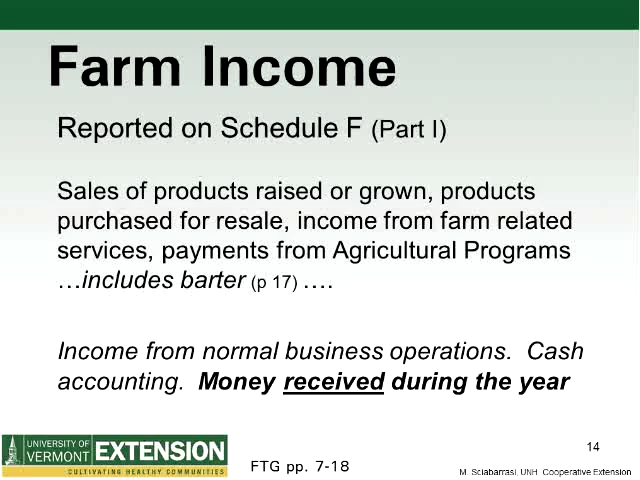 Farm Income
Reported on Schedule F (Part I)
Sales of products raised or grown, products
purchased for resale, income from farm related
services, payments from Agricultural Programs
…includes barter (p 17) ….
Income from normal business operations.  Cash
accounting.  Money received during the year
UNIVERSITY OF
VERMONT EXTENSION
CULTIVATING HEALTHY COMMUNITIES
FTG pp. 7-18
14
M. Sciabarrasi, UNH Cooperative Extension